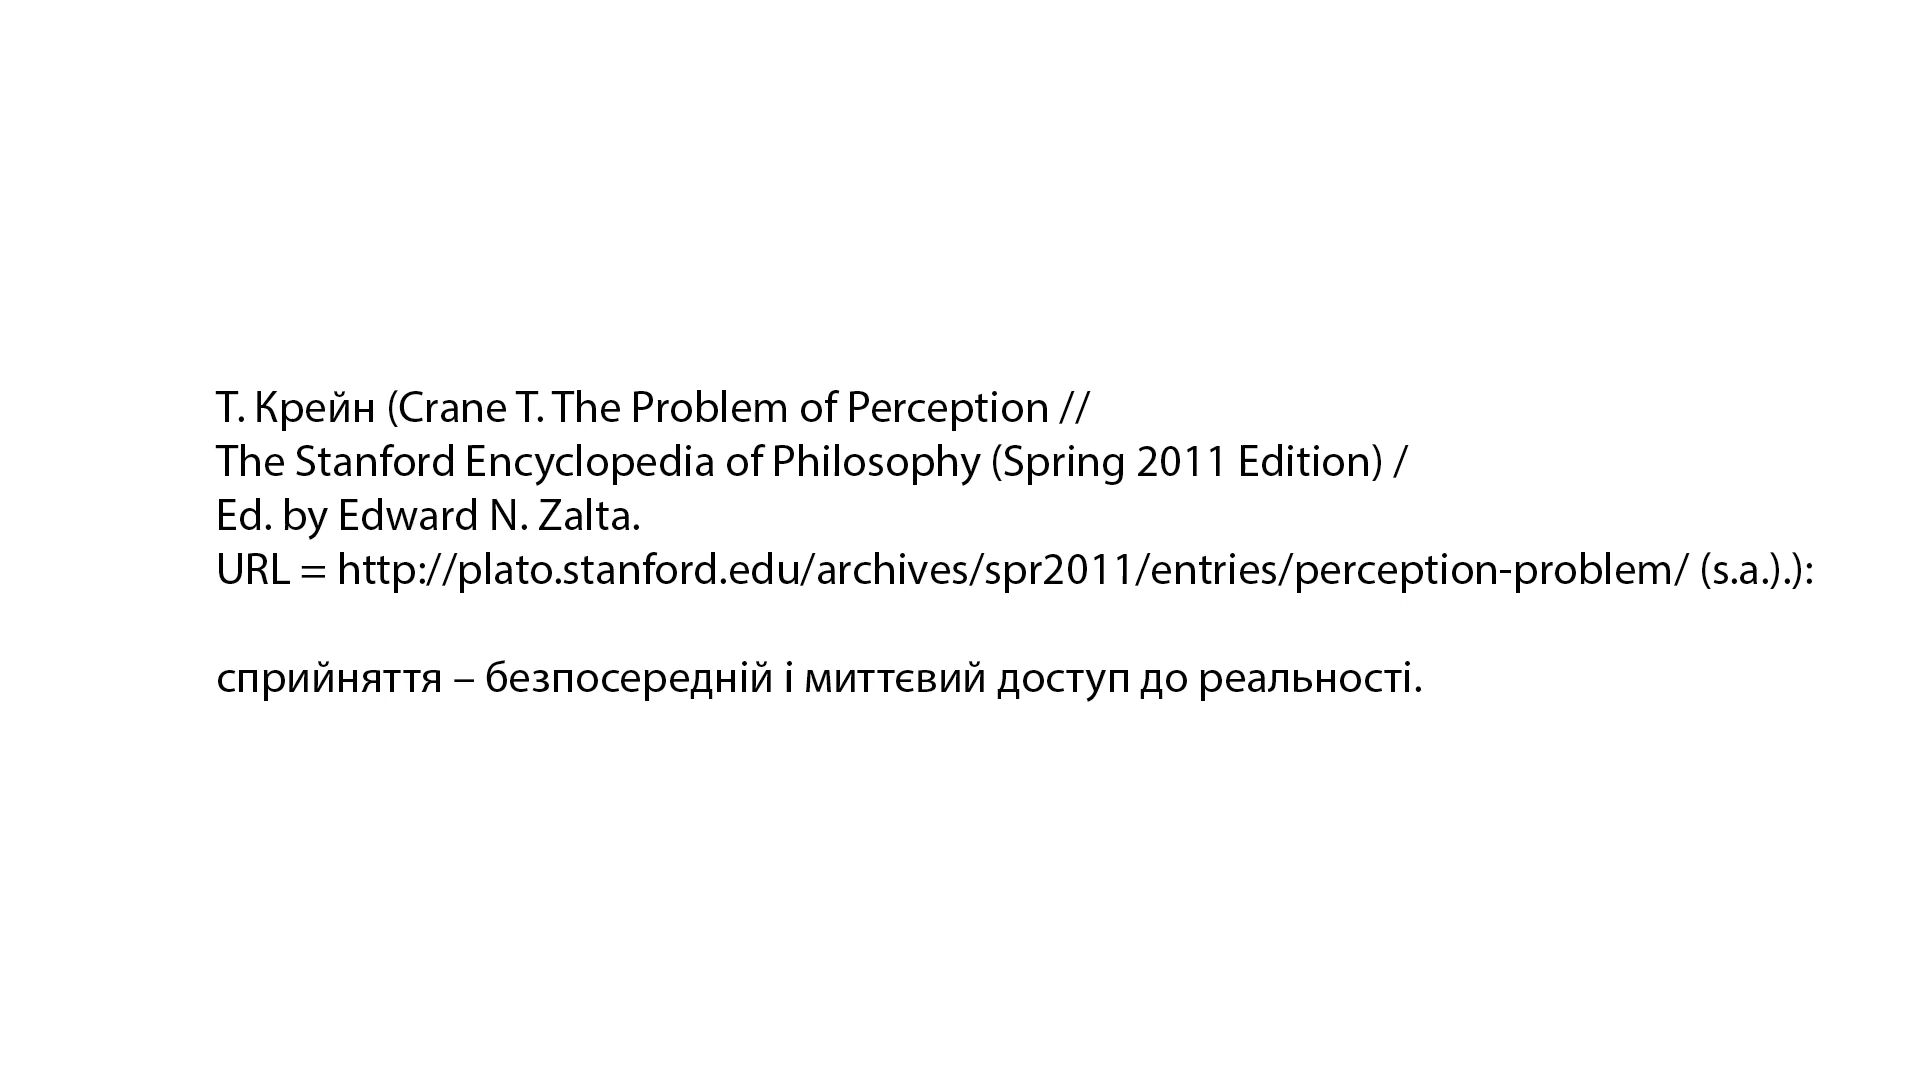 Т. Крейн (Crane T. The Problem of Perception //
The Stanford Encyclopedia of Philosophy (Spring 2011 Edition) /
Ed. by Edward N. Zalta.
URL = http://plato.stanford.edu/archives/spr2011/entries/perception-problem/ (s.a.).):
сприйняття – безпосередній і миттєвий доступ до реальності.